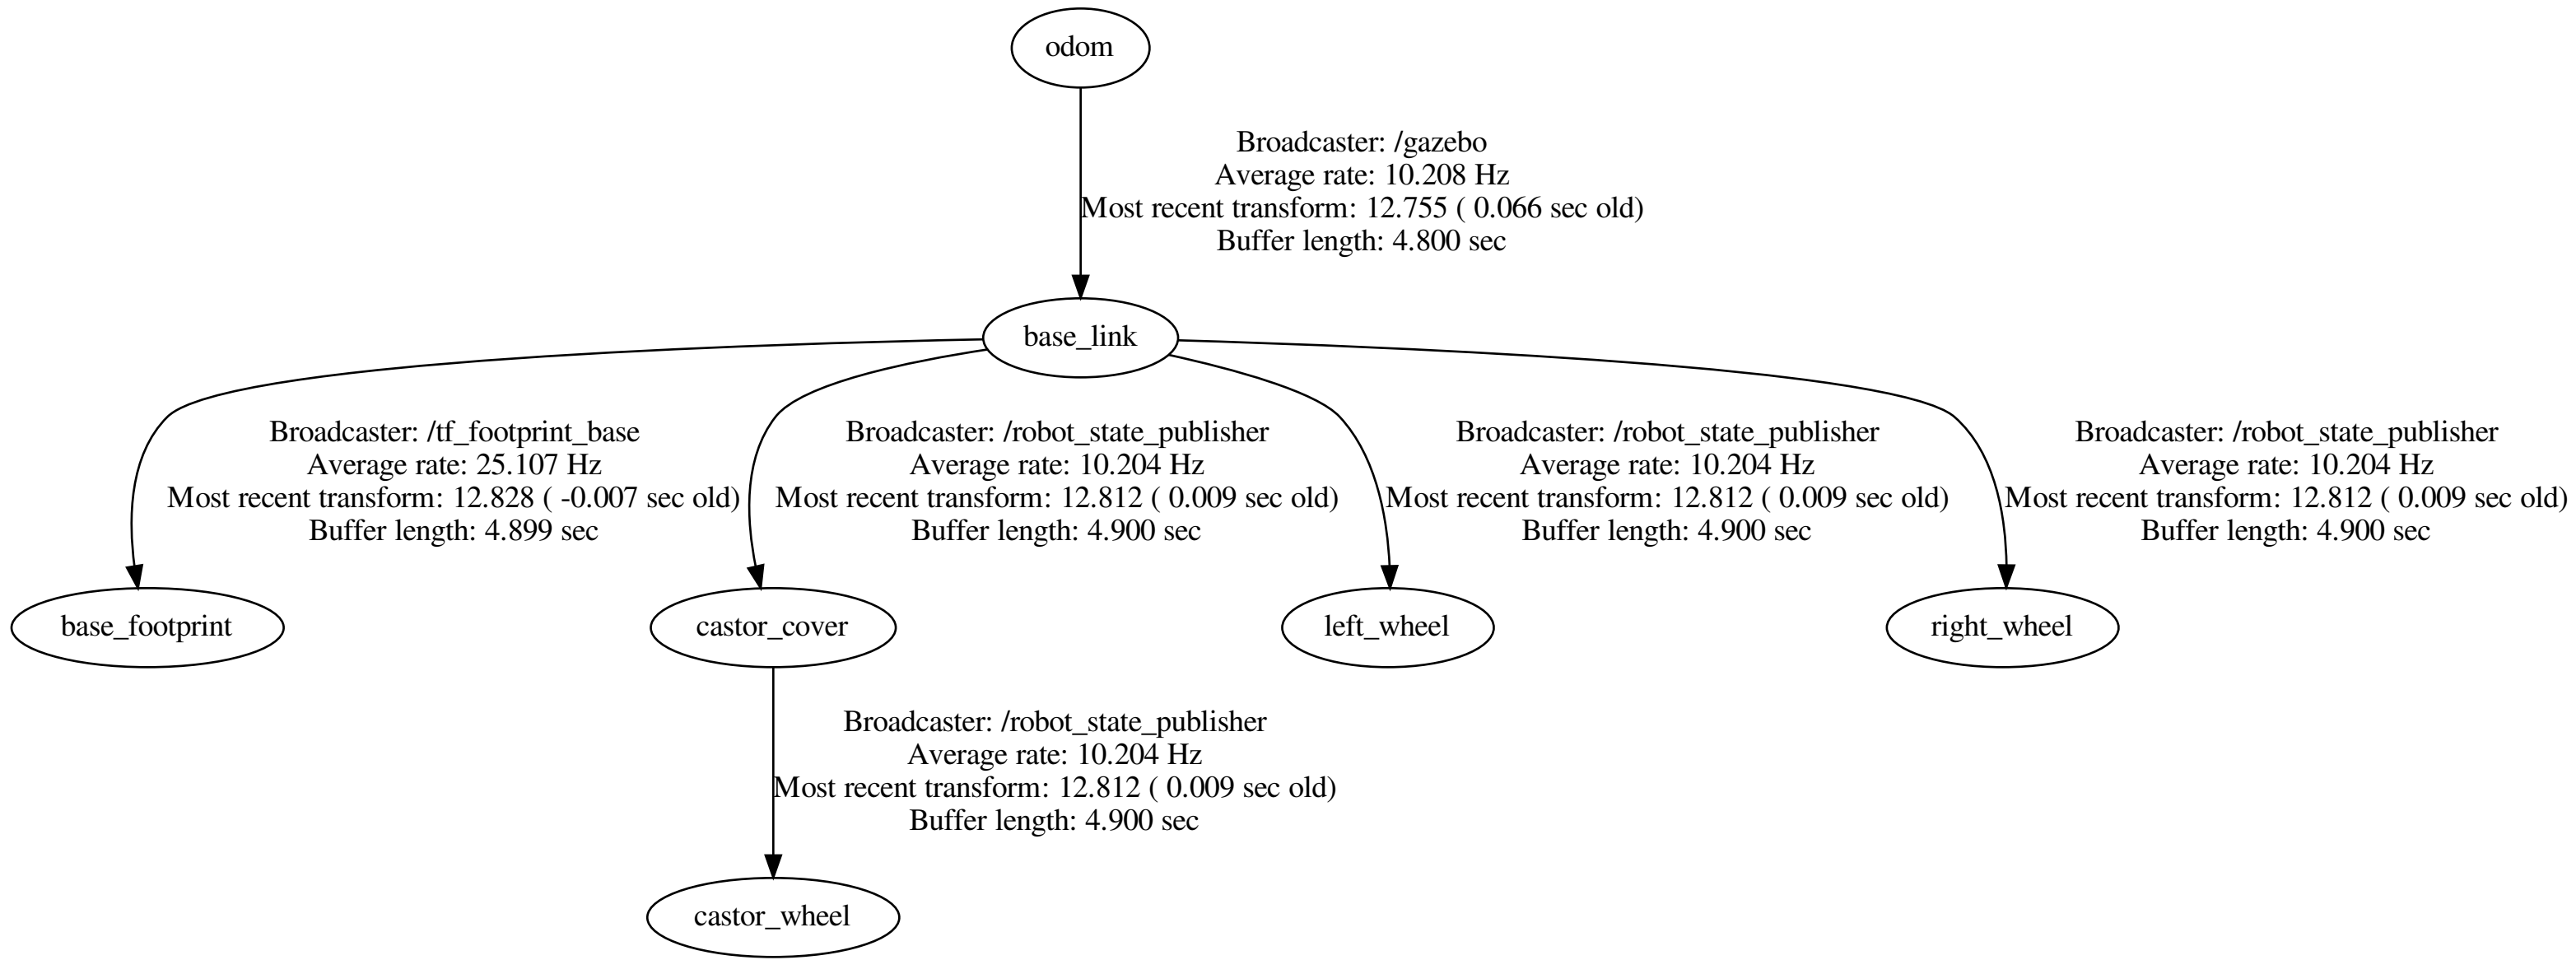 odom
Broadcaster: /gazebo
Average rate: 10.208 Hz
Most recent transform: 12.755 ( 0.066 sec old)
Buffer length: 4.800 sec
base_link
Broadcaster: /tf_footprint_base
Average rate: 25.107 Hz
Most recent transform: 12.828 ( -0.007 sec old)
Buffer length: 4.899 sec
Broadcaster: /robot_state_publisher
Average rate: 10.204 Hz
Most recent transform: 12.812 ( 0.009 sec old)
Buffer length: 4.900 sec
Broadcaster: /robot_state_publisher
Average rate: 10.204 Hz
Most recent transform: 12.812 ( 0.009 sec old)
Buffer length: 4.900 sec
Broadcaster: /robot_state_publisher
Average rate: 10.204 Hz
Most recent transform: 12.812 ( 0.009 sec old)
Buffer length: 4.900 sec
base_footprint
castor_cover
left_wheel
right_wheel
Broadcaster: /robot_state_publisher
Average rate: 10.204 Hz
Most recent transform: 12.812 ( 0.009 sec old)
Buffer length: 4.900 sec
castor_wheel